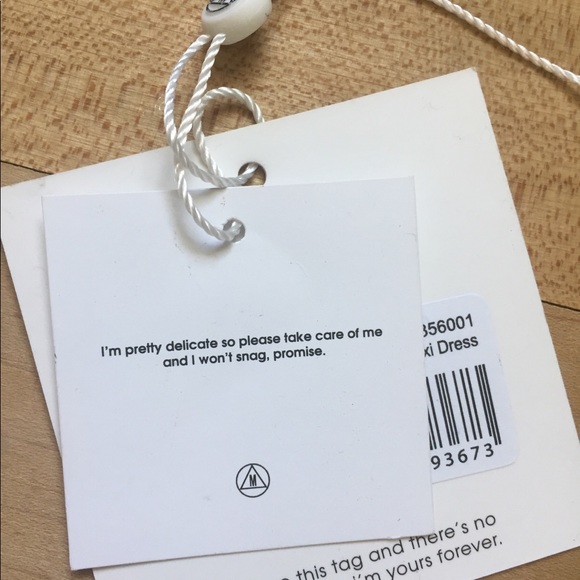 I'm pretty delicate so please take care of me
and I won't snag, promise.
M
356001
xi Dress
93673
this tag and there's no
I'm yours forever.